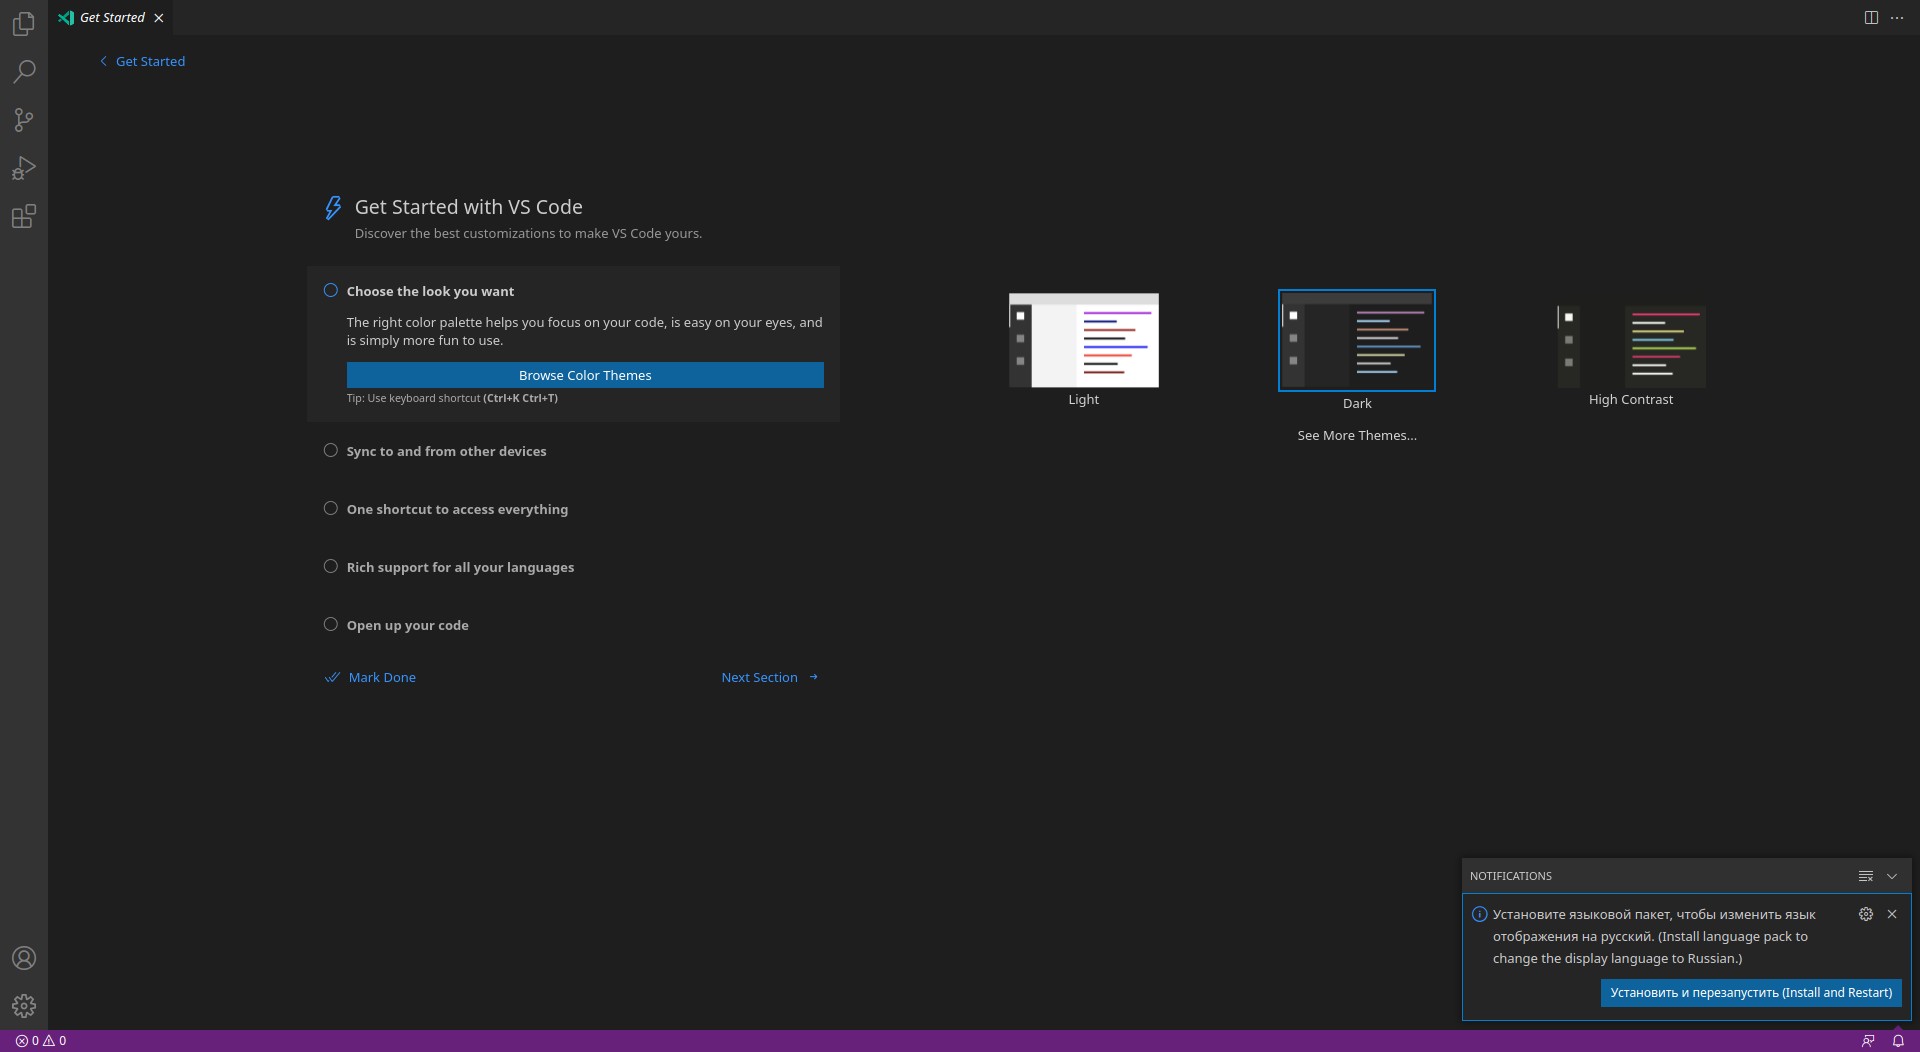 Get Started
Get Started
Get Started with VS Code
Discover the best customizations to make VS Code yours.
Choose the look you want
The right color palette helps you focus on your code, is easy on your eyes, and
is simply more fun to use.
Browse Color Themes
Tip: Use keyboard shortcut (Ctrl+K Ctrl+T)
Sync to and from other devices
One shortcut to access everything
Rich support for all your languages
Open up your code
Mark Done
Next Section
Light
Dark
High Contrast
See More Themes...
NOTIFICATIONS
Установите языковой пакет, чтобы изменить язык
отображения на русский. (Install language pack to
change the display language to Russian.)
Установить и перезапустить (Install and Restart)
0 0